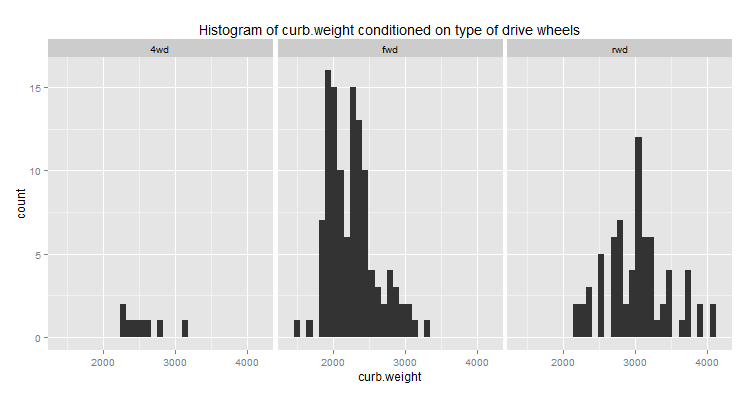 Histogram of curb.weight conditioned on type of drive wheels
4wd
fwd
rwd
count
15
10
5
0
2000 3000 4000
2000 3000 4000
2000 3000 4000
curb.weight